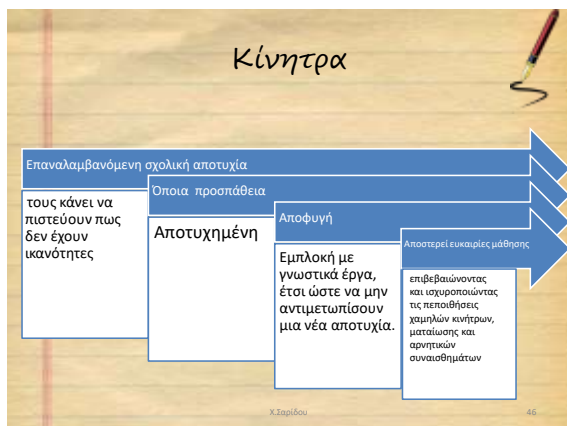 Κίνητρα
Επαναλαμβανόμενη σχολική αποτυχία
τους κάνει να
πιστεύουν πως
δεν έχουν
ικανότητες
Όποια προσπάθεια
Αποτυχημένη
Αποφυγή
Εμπλοκή με
γνωστικά έργα,
έτσι ώστε να μην
αντιμετωπίσουν
μια νέα αποτυχία.
Αποστερεί ευκαιρίες μάθησης
επιβεβαιώνοντας
και ισχυροποιώντας
τις πεποιθήσεις
χαμηλών κινήτρων,
ματαίωσης και
αρνητικών
συναισθημάτων
Χ.Σαρίδου
46